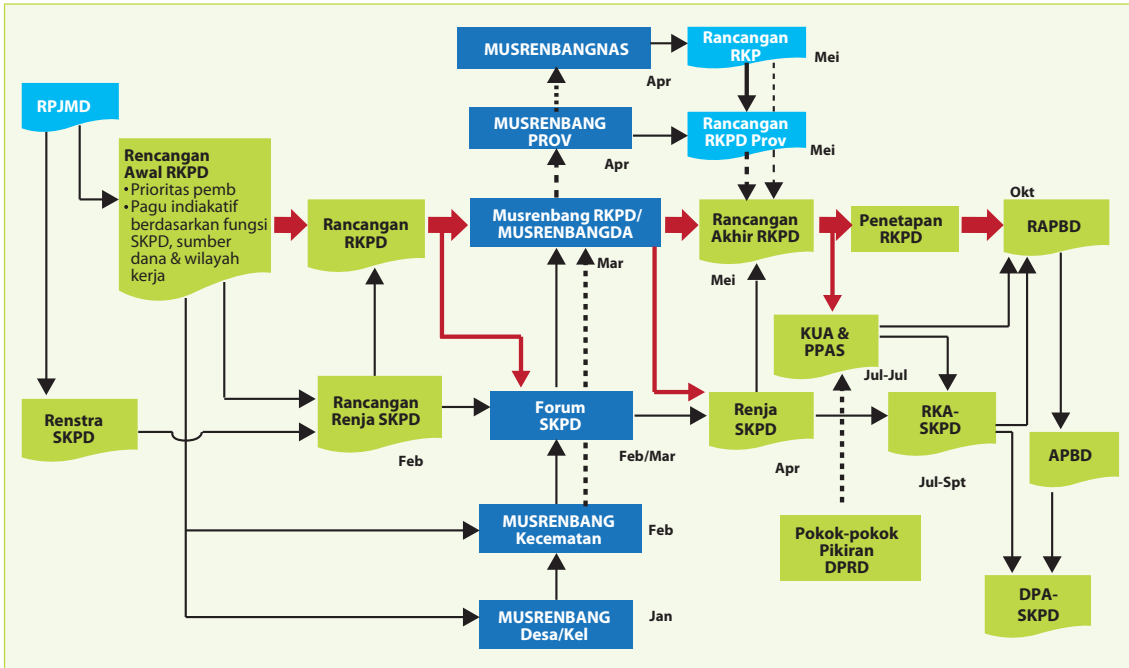 MUSRENBANGNAS
Apr
Rancangan
RKP
Mei
RPJMD
MUSRENBANG
PROV
Apr
Rancangan
RKPD Prov
Mei
Rencangan
Awal RKPD
• Prioritas pemb
• Pagu indiakatif
berdasarkan fungsi
SKPD, sumber
dana & wilayah
kerja
Rancangan
RKPD
Musrenbang RKPD/
MUSRENBANGDA
Mar
Rancangan
Akhir RKPD
Mei
Penetapan
RKPD
Okt
RAPBD
KUA &
PPAS
Jul-Jul
Renstra
SKPD
Rancangan
Renja SKPD
Feb
Forum
SKPD
Feb/Mar
Renja
SKPD
Apr
RKA-
SKPD
Jul-Spt
APBD
MUSRENBANG
Kecematan
Feb
Pokok-pokok
Pikiran
DPRD
MUSRENBANG
Desa/Kel
Jan
DPA-
SKPD